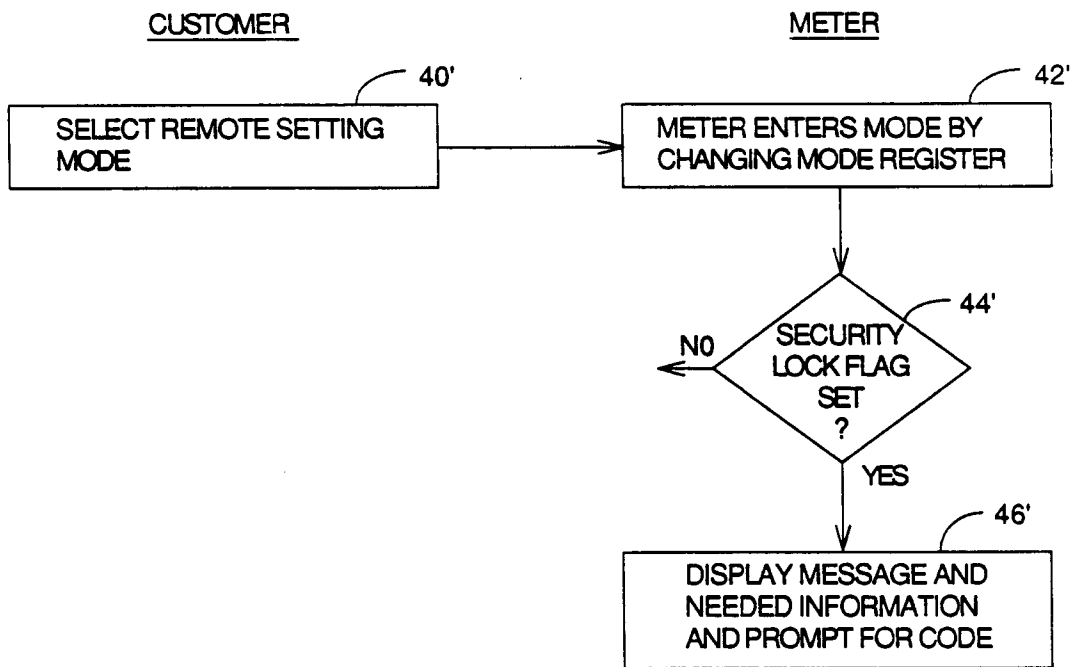 CUSTOMER
METER
40'
42'
SELECT REMOTE SETTING
MODE
METER ENTERS MODE BY
CHANGING MODE REGISTER
44'
SECURITY
LOCK FLAG
SET
?
NO
YES
46'
DISPLAY MESSAGE AND
NEEDED INFORMATION
AND PROMPT FOR CODE